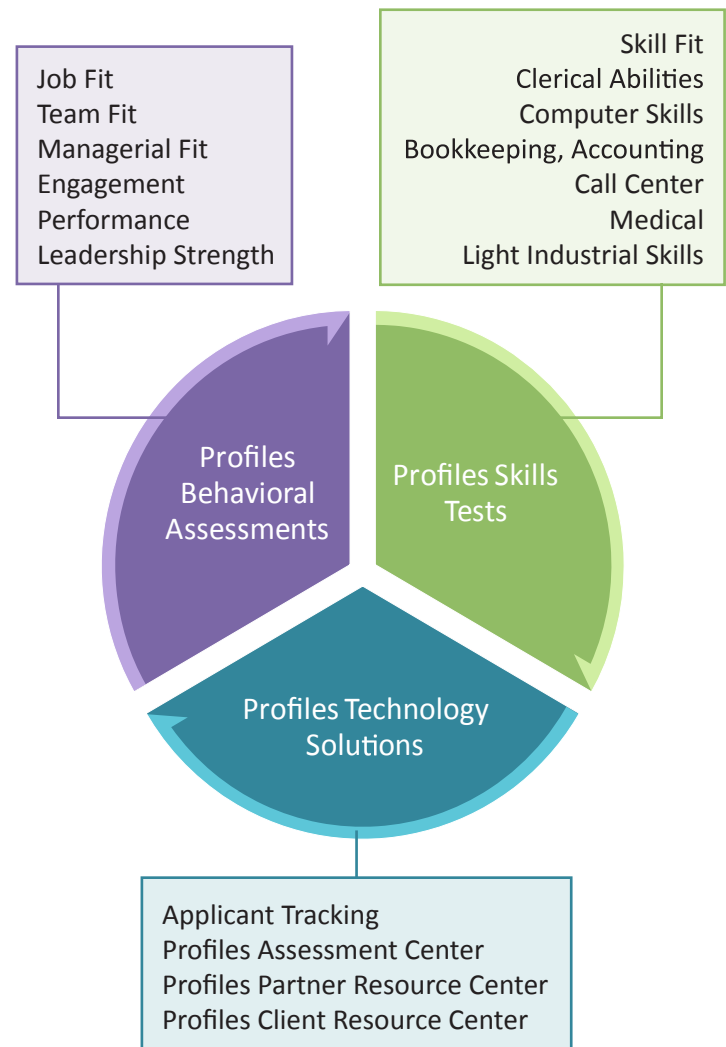 Job Fit
Team Fit
Managerial Fit
Engagement
Performance
Leadership Strength
Skill Fit
Clerical Abilities
Computer Skills
Bookkeeping, Accounting
Call Center
Medical
Light Industrial Skills
Profiles
Behavioral
Assessments
Profiles Skills
Tests
Profiles Technology
Solutions
Applicant Tracking
Profiles Assessment Center
Profiles Partner Resource Center
Profiles Client Resource Center